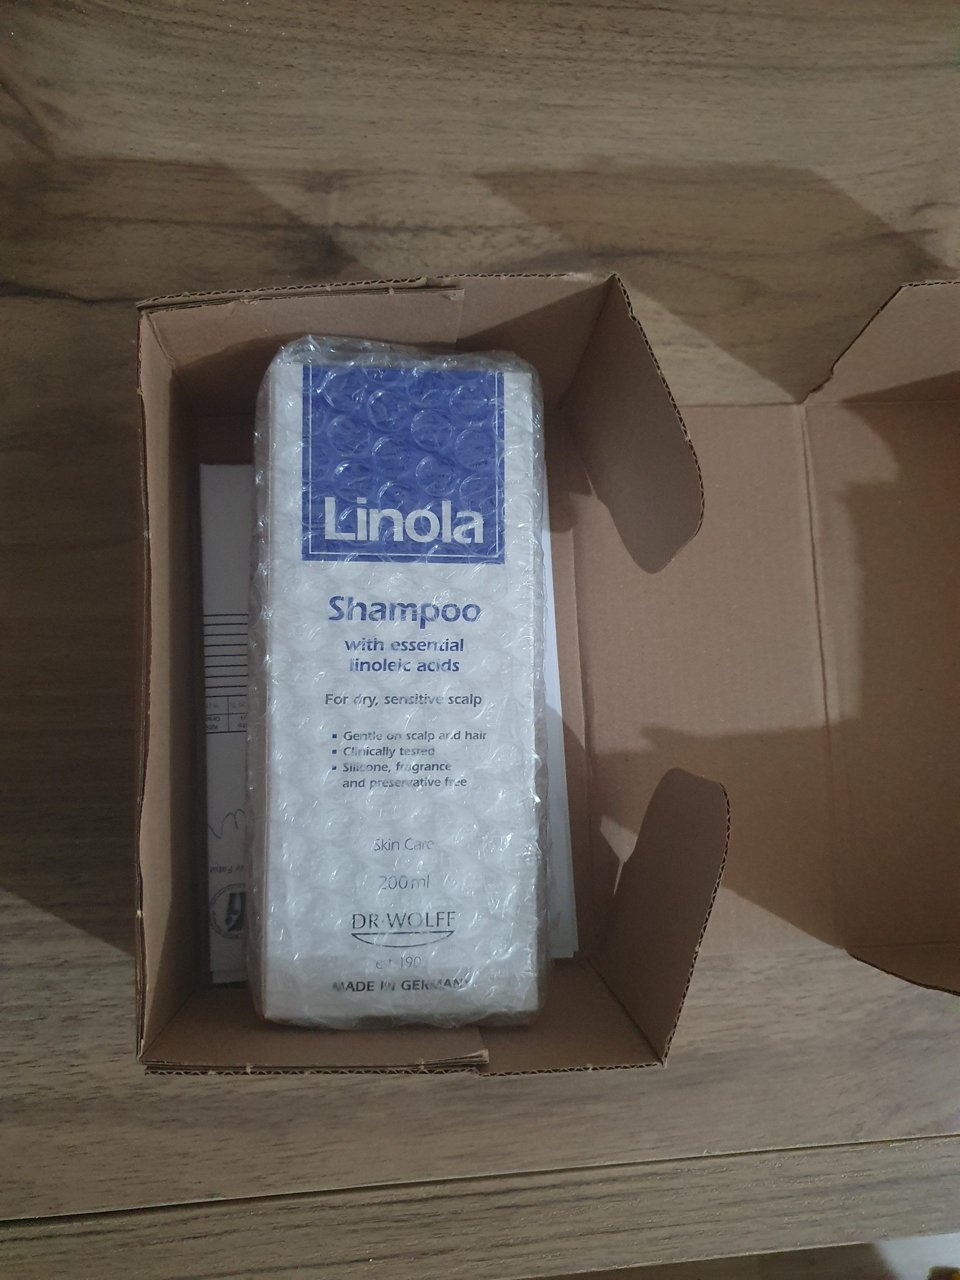 Linola
Shampoo
with essential
linoleic acids
For dry, sensitive scalp
▪ Gentle on scalp and hair
▪ Clinically tested
▪ Silicone, fragrance
and preservative free
Skin Care
200 ml
DR·WOLFF
MADE IN GERMANY